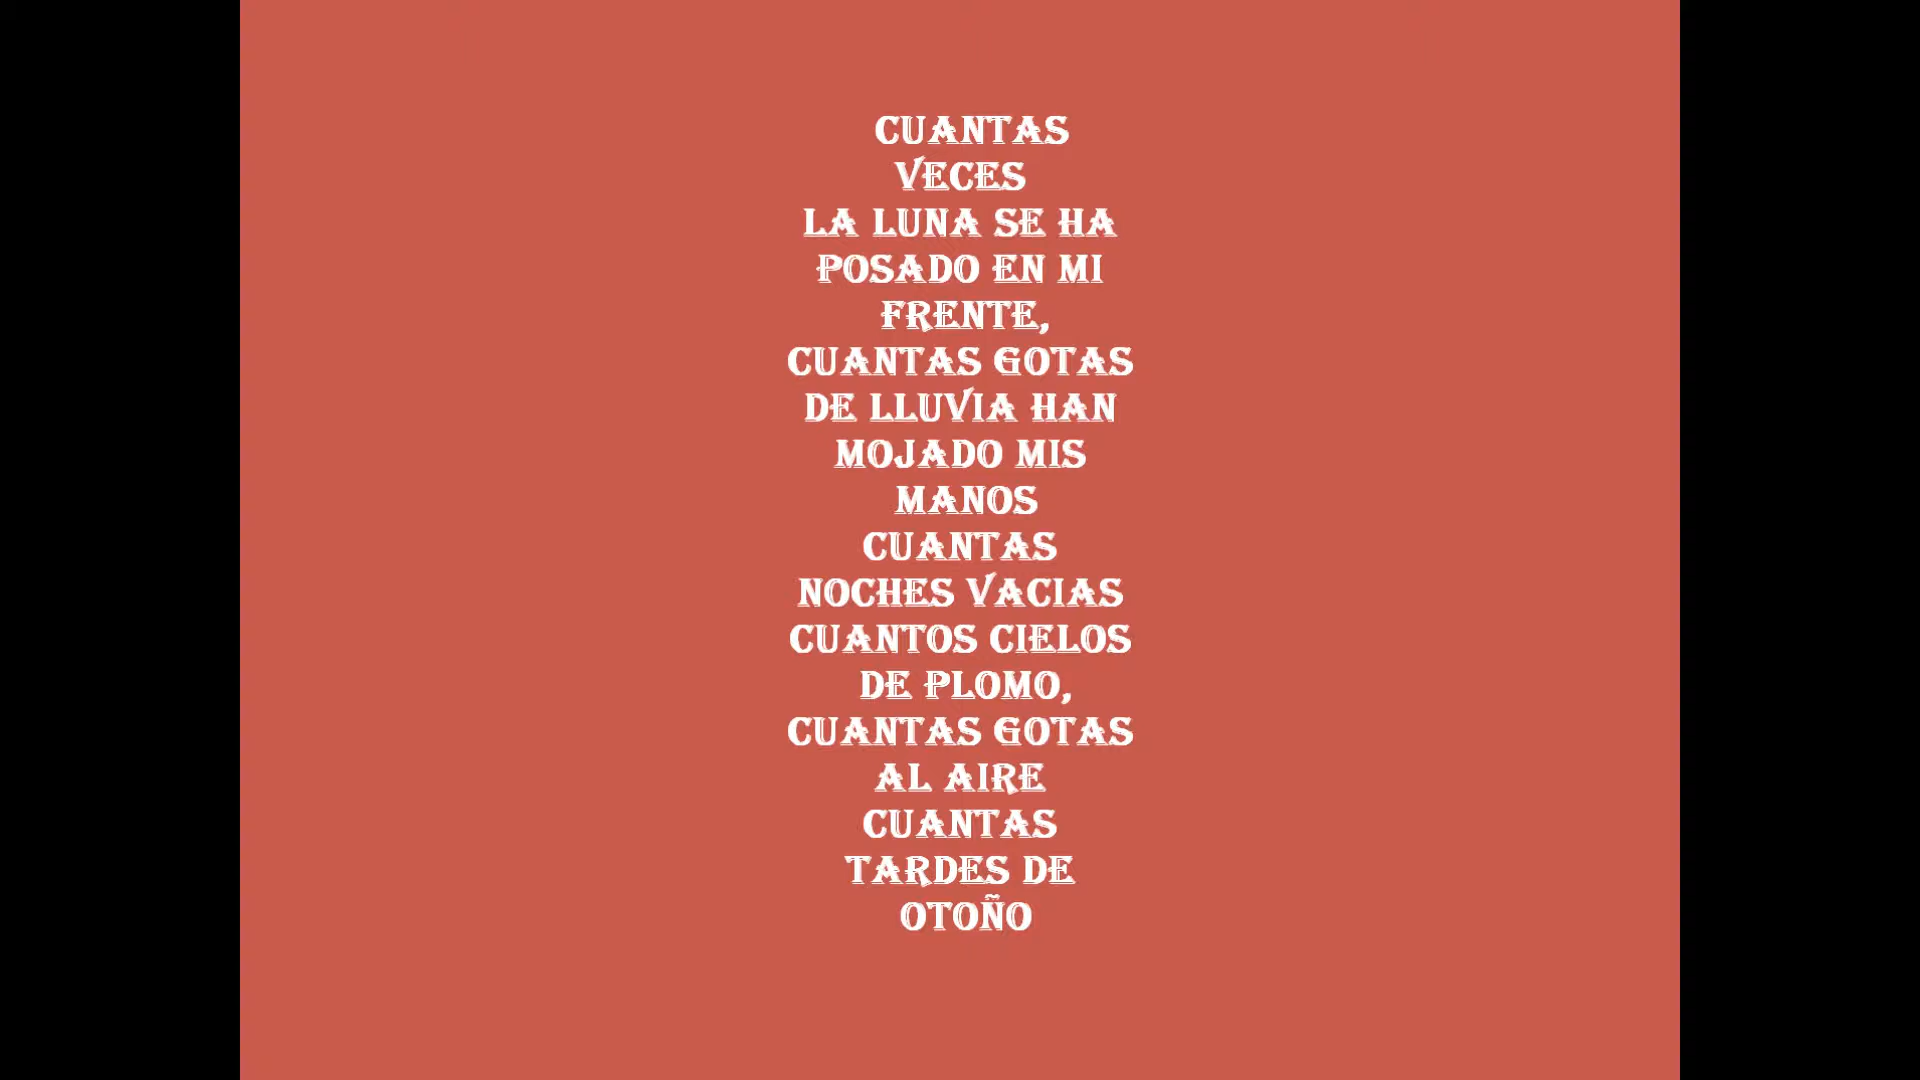 CUANTAS
VECES
LA LUNA SE HA
POSADO EN MI
FRENTE,
CUANTAS GOTAS
DE LLUVIA HAN
MOJADO MIS
MANOS
CUANTAS
NOCHES VACIAS
CUANTOS CIELOS
DE PLOMO,
CUANTAS GOTAS
AL AIRE
CUANTAS
TARDES DE
OTOÑO